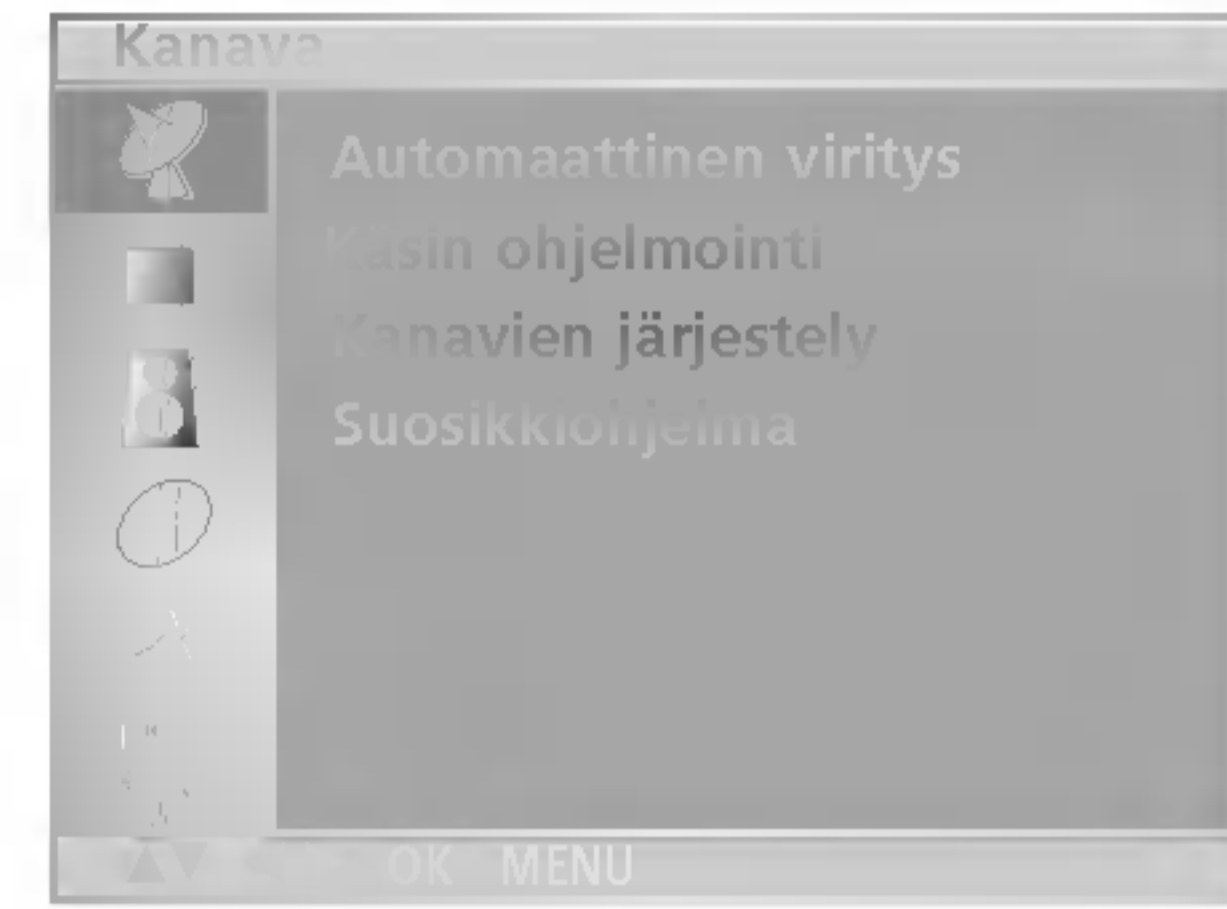 Kanava
Automaattinen viritys
Käsin ohjelmointi
Kanavien järjestely
Suosikkiohjelma
OK MENU